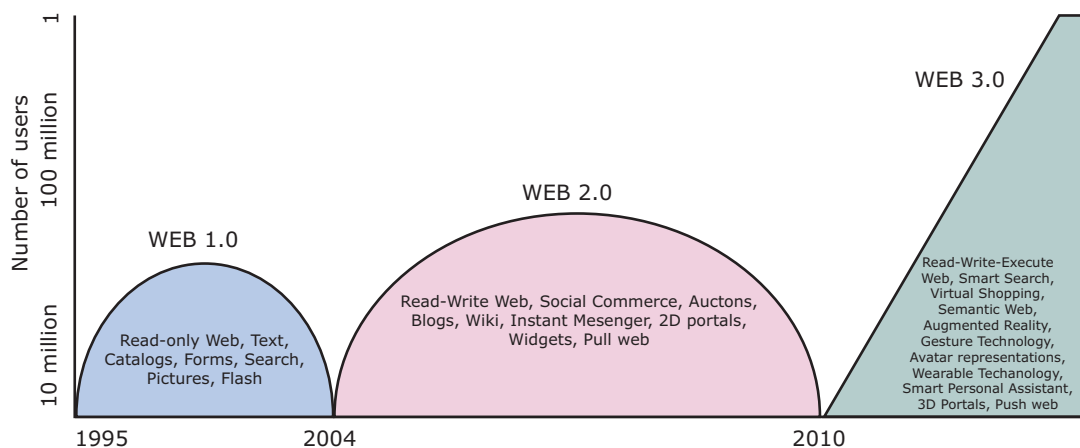 1
100 million
10 million
Number of users
WEB 1.0
Read-only Web, Text,
Catalogs, Forms, Search,
Pictures, Flash
WEB 2.0
Read-Write Web, Social Commerce, Auctons,
Blogs, Wiki, Instant Mesenger, 2D portals,
Widgets, Pull web
WEB 3.0
Read-Write-Execute
Web, Smart Search,
Virtual Shopping,
Semantic Web,
Augmented Reality,
Gesture Technology,
Avatar representations,
Wearable Techanology,
Smart Personal Assistant,
3D Portals, Push web
1995
2004
2010